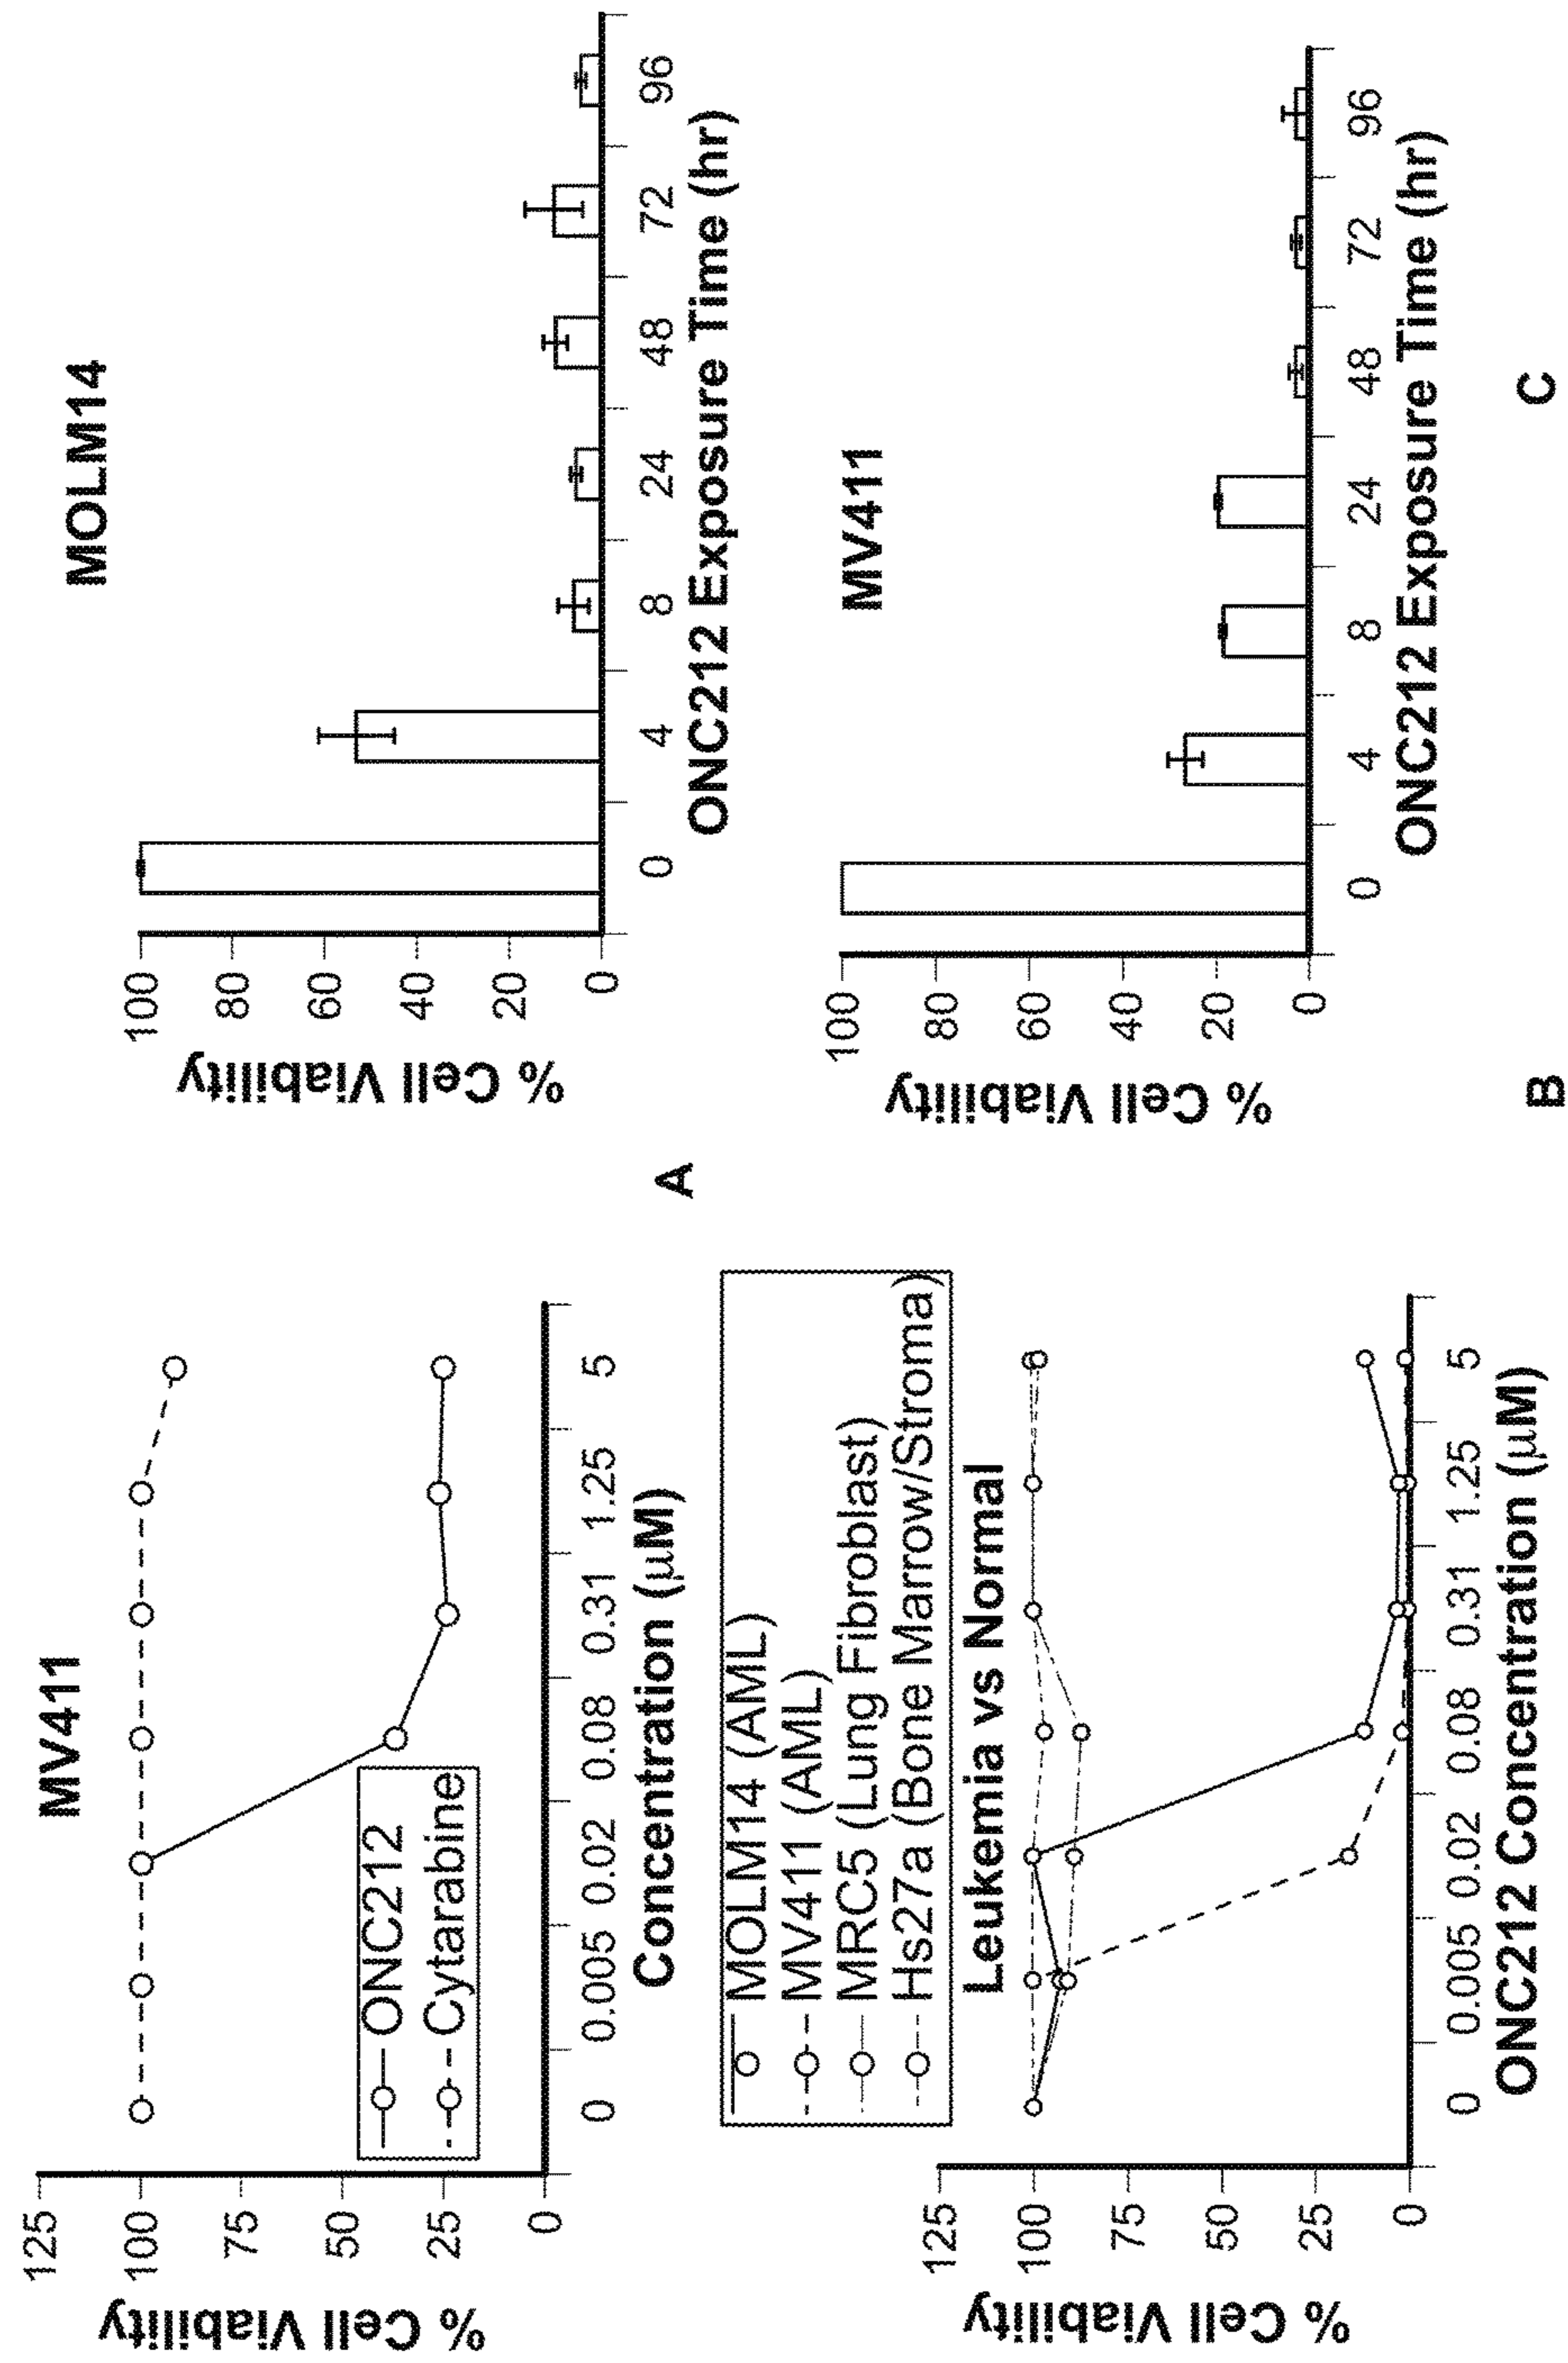 MV411
% Cell Viability
125
100
75
50
25
0
ONC212
Cytarabine
0 0.005 0.02 0.08 0.31 1.25 5
Concentration (μM)
A
MOLM14 (AML)
MV411 (AML)
MRC5 (Lung Fibroblast)
Hs27a (Bone Marrow/Stroma)
Leukemia vs Normal
% Cell Viability
125
100
75
50
25
0
0 0.005 0.02 0.08 0.31 1.25 5
ONC212 Concentration (μM)
B
MOLM14
% Cell Viability
100
80
60
40
20
0
0 4 8 24 48 72 96
ONC212 Exposure Time (hr)
MV411
% Cell Viability
100
80
60
40
20
0
0 4 8 24 48 72 96
ONC212 Exposure Time (hr)
C